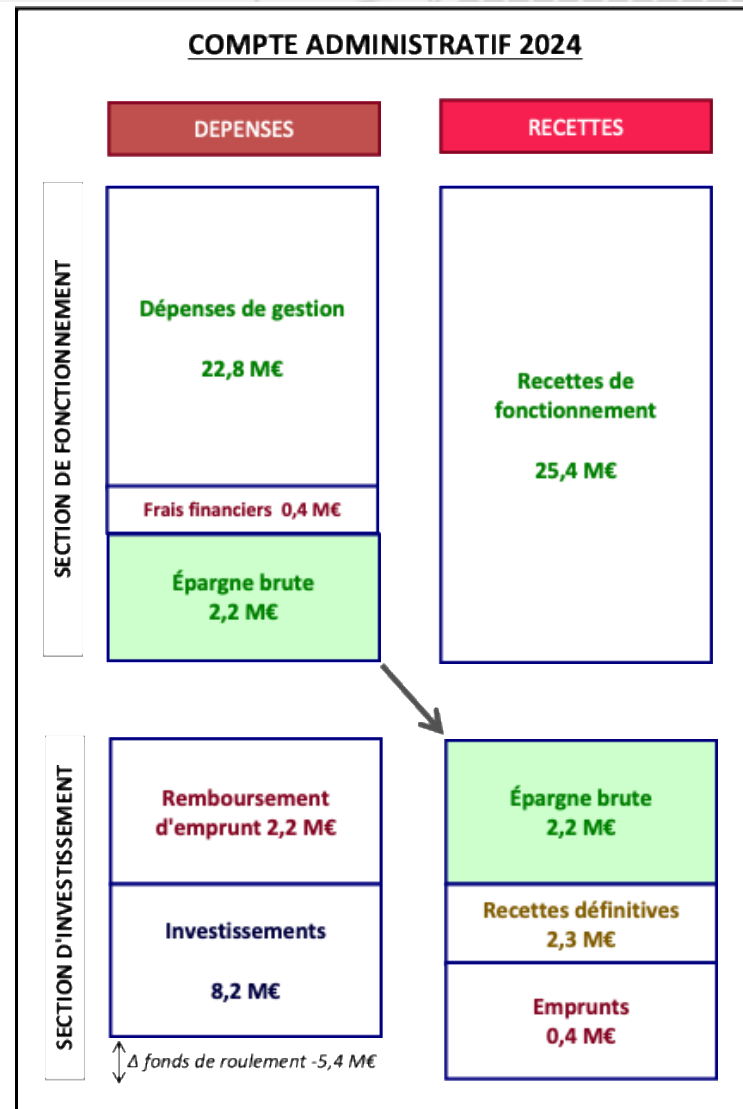 COMPTE ADMINISTRATIF 2024
DEPENSES
RECETTES
SECTION DE FONCTIONNEMENT
Dépenses de gestion
22,8 M€
Frais financiers 0,4 M€
Épargne brute
2,2 M€
Recettes de
fonctionnement
25,4 M€
SECTION D'INVESTISSEMENT
Remboursement
d'emprunt 2,2 M€
Investissements
8,2 M€
Δ fonds de roulement -5,4 M€
Épargne brute
2,2 M€
Recettes définitives
2,3 M€
Emprunts
0,4 M€